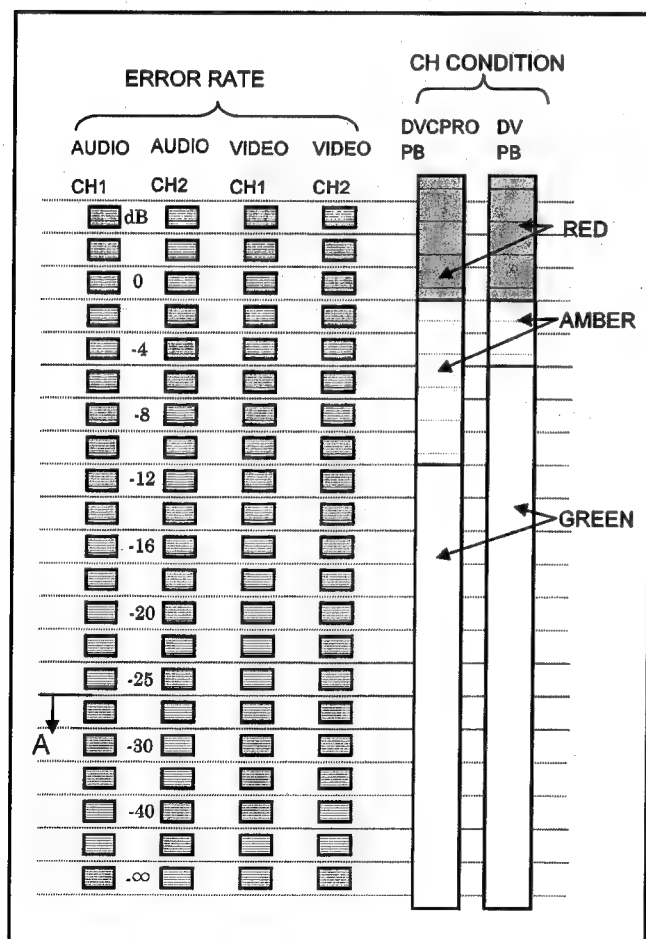 CH CONDITION
ERROR RATE
DVCPRO DV
PB PB
AUDIO AUDIO VIDEO VIDEO
CH1 CH2 CH1 CH2
dB
RED
0
AMBER
-4
-8
-12
GREEN
-16
-20
-25
A
-30
-40
-∞